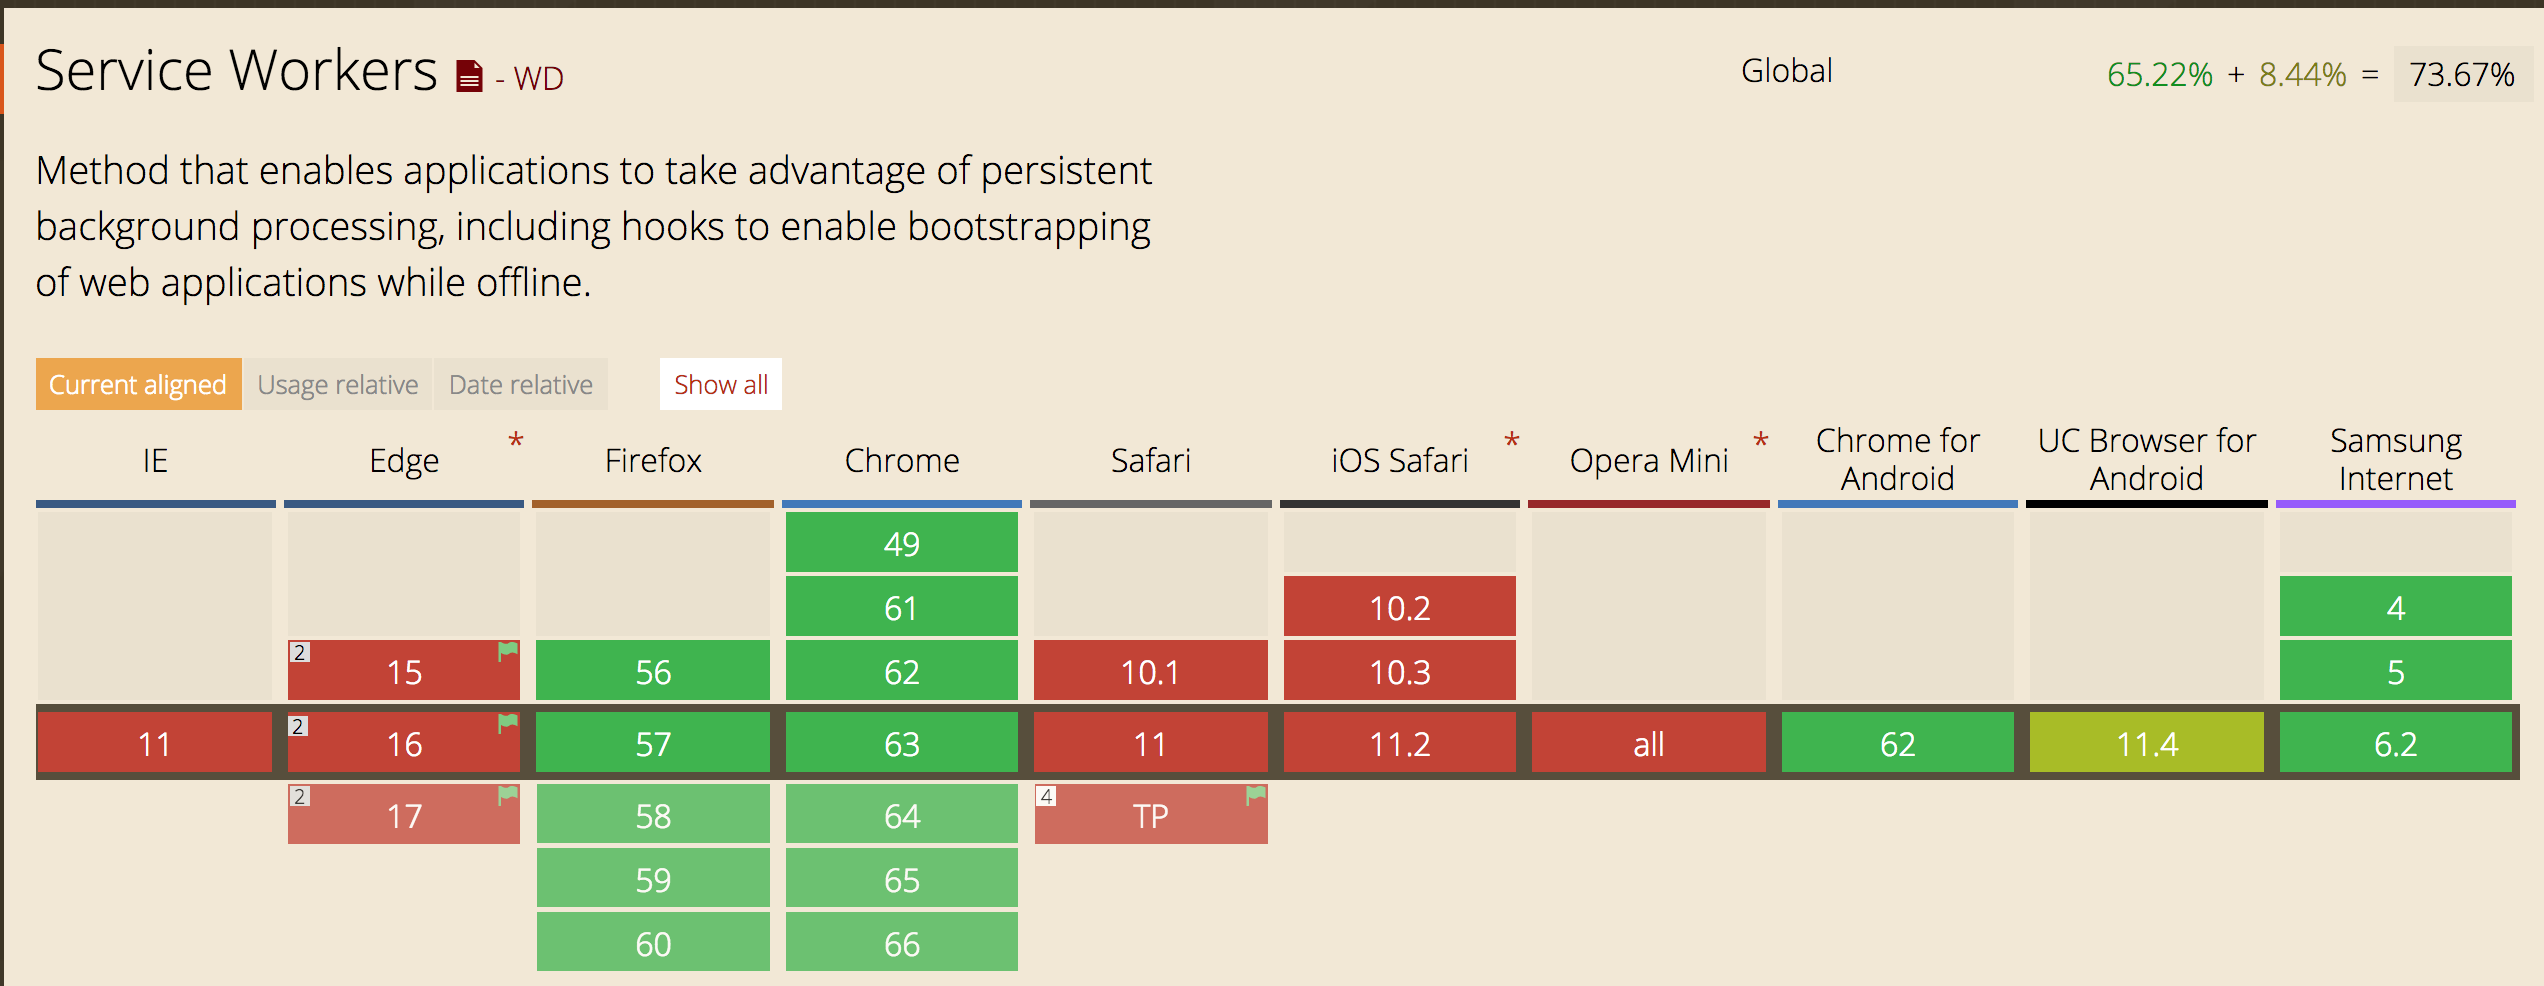 Service Workers - WD
Global
65.22% + 8.44% = 73.67%
Method that enables applications to take advantage of persistent
background processing, including hooks to enable bootstrapping
of web applications while offline.
Current aligned Usage relative Date relative Show all
IE Edge * Firefox Chrome Safari iOS Safari * Opera Mini * Chrome for Android UC Browser for Android Samsung Internet
49
61 10.2 4
2 15 56 62 10.1 10.3 5
11 2 16 57 63 11 11.2 all 62 11.4 6.2
2 17 58 64 4 TP
59 65
60 66